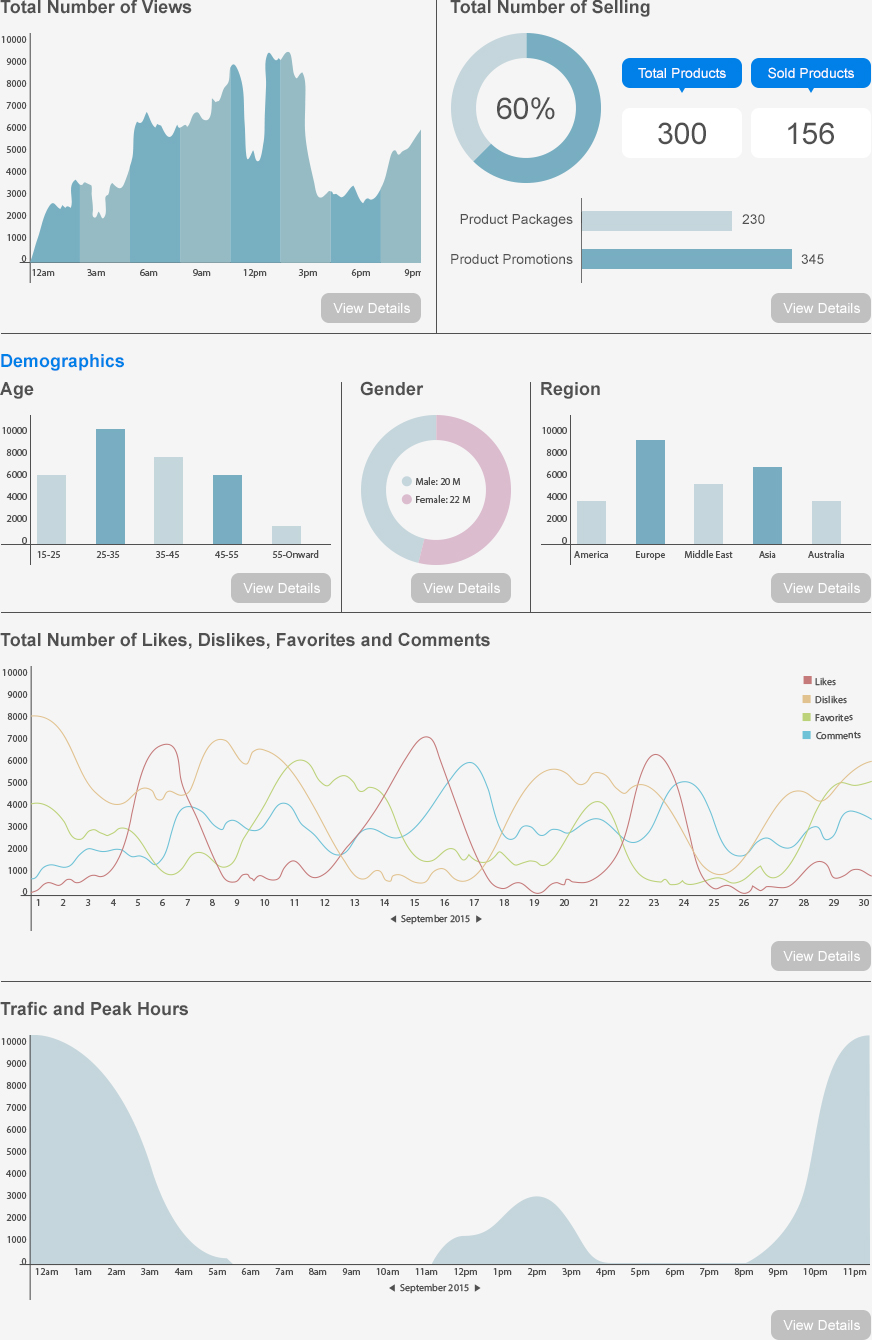 Total Number of Views
10000
9000
8000
7000
6000
5000
4000
3000
2000
1000
0
12am 3am 6am 9am 12pm 3pm 6pm 9pm
View Details
Total Number of Selling
60%
Total Products Sold Products
300 156
Product Packages 230
Product Promotions 345
View Details
Demographics
Age
10000
8000
6000
4000
2000
0
15-25 25-35 35-45 45-55 55-Onward
View Details
Gender
Male: 20 M
Female: 22 M
View Details
Region
10000
8000
6000
4000
2000
0
America Europe Middle East Asia Australia
View Details
Total Number of Likes, Dislikes, Favorites and Comments
10000
9000
8000
7000
6000
5000
4000
3000
2000
1000
0
Likes
Dislikes
Favorites
Comments
1 2 3 4 5 6 7 8 9 10 11 12 13 14 15 16 17 19 20 21 22 23 24 25 26 27 28 29 30
September 2015
View Details
Trafic and Peak Hours
10000
9000
8000
7000
6000
5000
4000
3000
2000
1000
0
12am 1am 2am 3am 4am 5am 6am 7am 8am 9am 10am 11am 12pm 1pm 2pm 3pm 4pm 5pm 6pm 7pm 8pm 9pm 10pm 11pm
September 2015
View Details